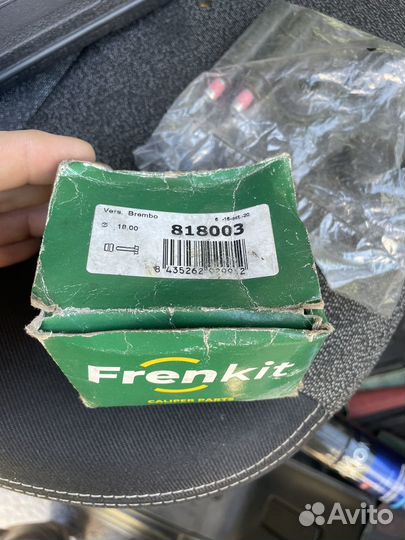 Vers. Brembo
18.00
818003
Frenkit
CALIPER PARTS
Avito